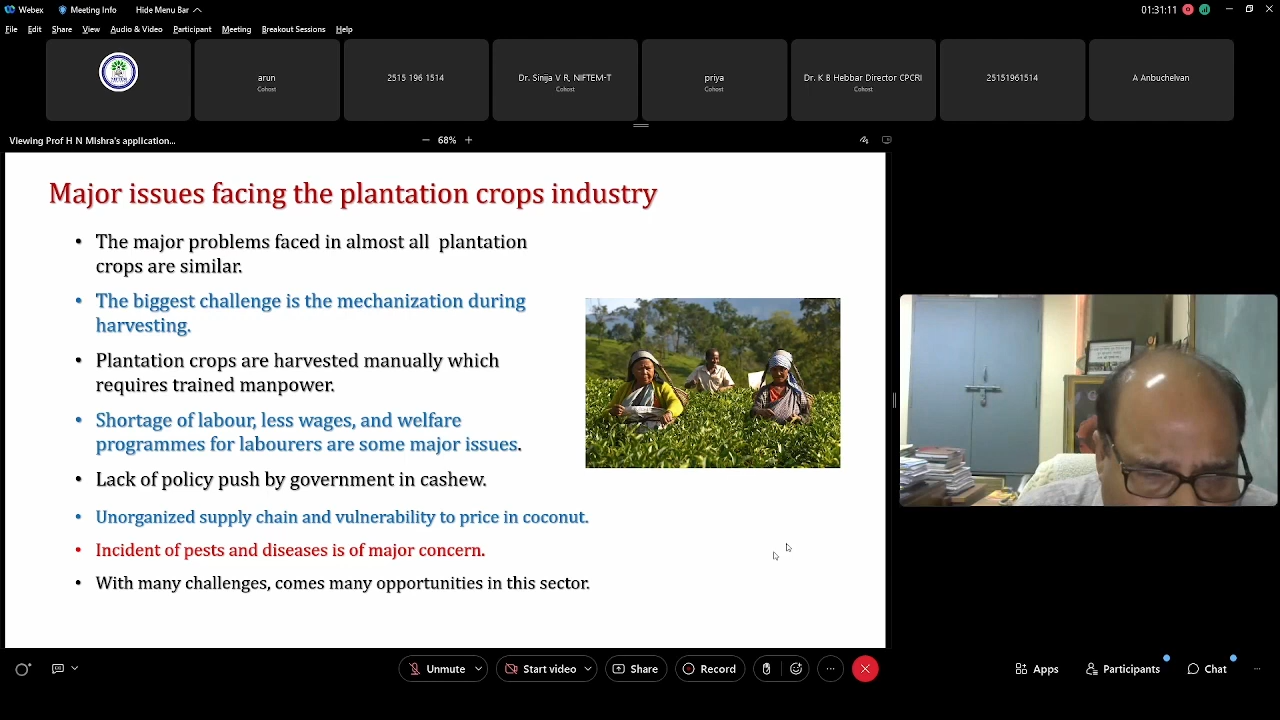 Webex
Meeting Info
Hide Menu Bar
01:31:11
File Edit Share View Audio & Video Participant Meeting Breakout Sessions Help
arun
Cohost
2515 196 1514
Dr. Sinija V R, NIFTEM-T
Cohost
priya
Cohost
Dr. K B Hebbar Director CPCRI
Cohost
25151961514
A Anbuchelvan
Viewing Prof H N Mishra's application...
68%
Major issues facing the plantation crops industry
• The major problems faced in almost all plantation
crops are similar.
• The biggest challenge is the mechanization during
harvesting.
• Plantation crops are harvested manually which
requires trained manpower.
• Shortage of labour, less wages, and welfare
programmes for labourers are some major issues.
• Lack of policy push by government in cashew.
• Unorganized supply chain and vulnerability to price in coconut.
• Incident of pests and diseases is of major concern.
• With many challenges, comes many opportunities in this sector.
Unmute
Start video
Share
Record
Apps
Participants
Chat